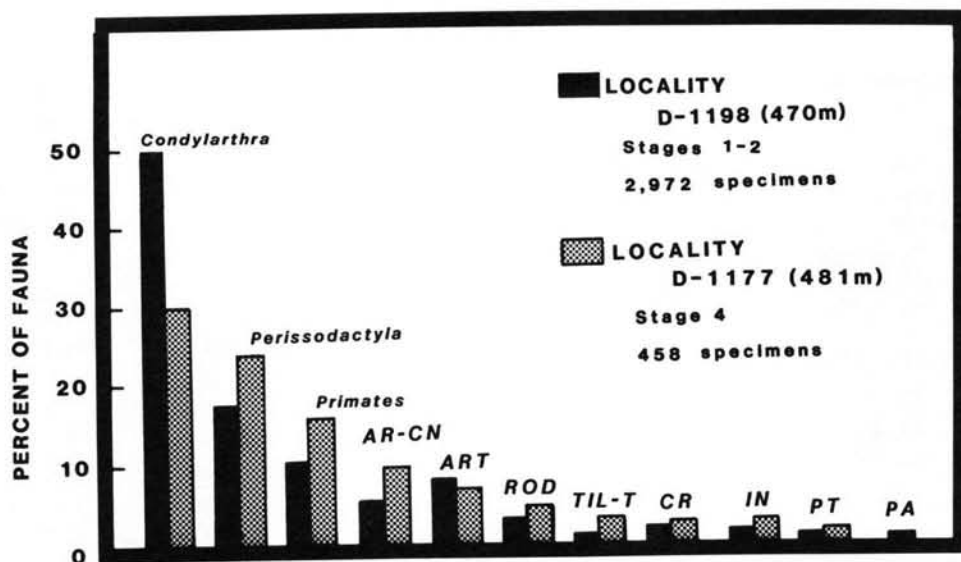 LOCALITY
D-1198 (470m)
Stages 1-2
2,972 specimens
LOCALITY
D-1177 (481m)
Stage 4
458 specimens
PERCENT OF FAUNA
50
40
30
20
10
0
Condylarthra
Perissodactyla
Primates
AR-CN
ART
ROD
TIL-T
CR
IN
PT
PA